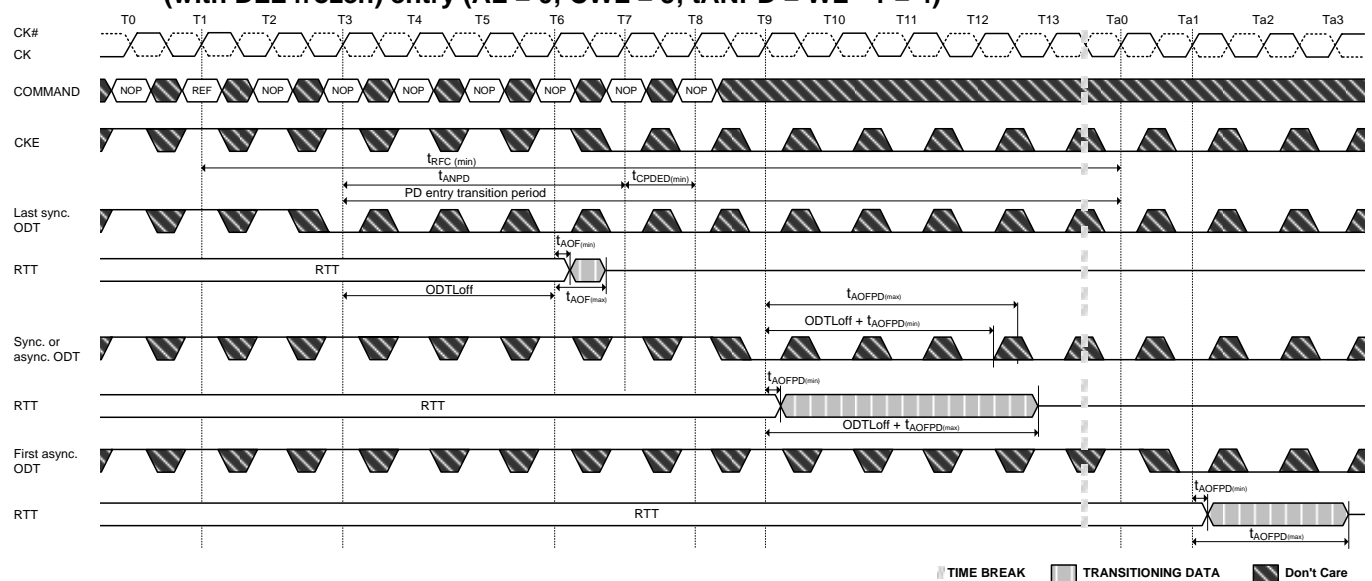 (with DLL frozen) entry (AL = 0; CWL = 5; tANPD = WL - 1 = 4)
T0 T1 T2 T3 T4 T5 T6 T7 T8 T9 T10 T11 T12 T13 Ta0 Ta1 Ta2 Ta3
CK#
CK
COMMAND NOP REF NOP NOP NOP NOP NOP NOP NOP
CKE
tRFC (min)
tANPD tCPDED(min)
PD entry transition period
Last sync.
ODT
tAOF(min)
RTT RTT
ODTLoff tAOF(max)
tAOFPD(max)
ODTLoff + tAOFPD(min)
Sync. or
async. ODT
tAOFPD(min)
RTT RTT
ODTLoff + tAOFPD(max)
First async.
ODT
tAOFPD(min)
RTT RTT
tAOFPD(max)
TIME BREAK TRANSITIONING DATA Don't Care